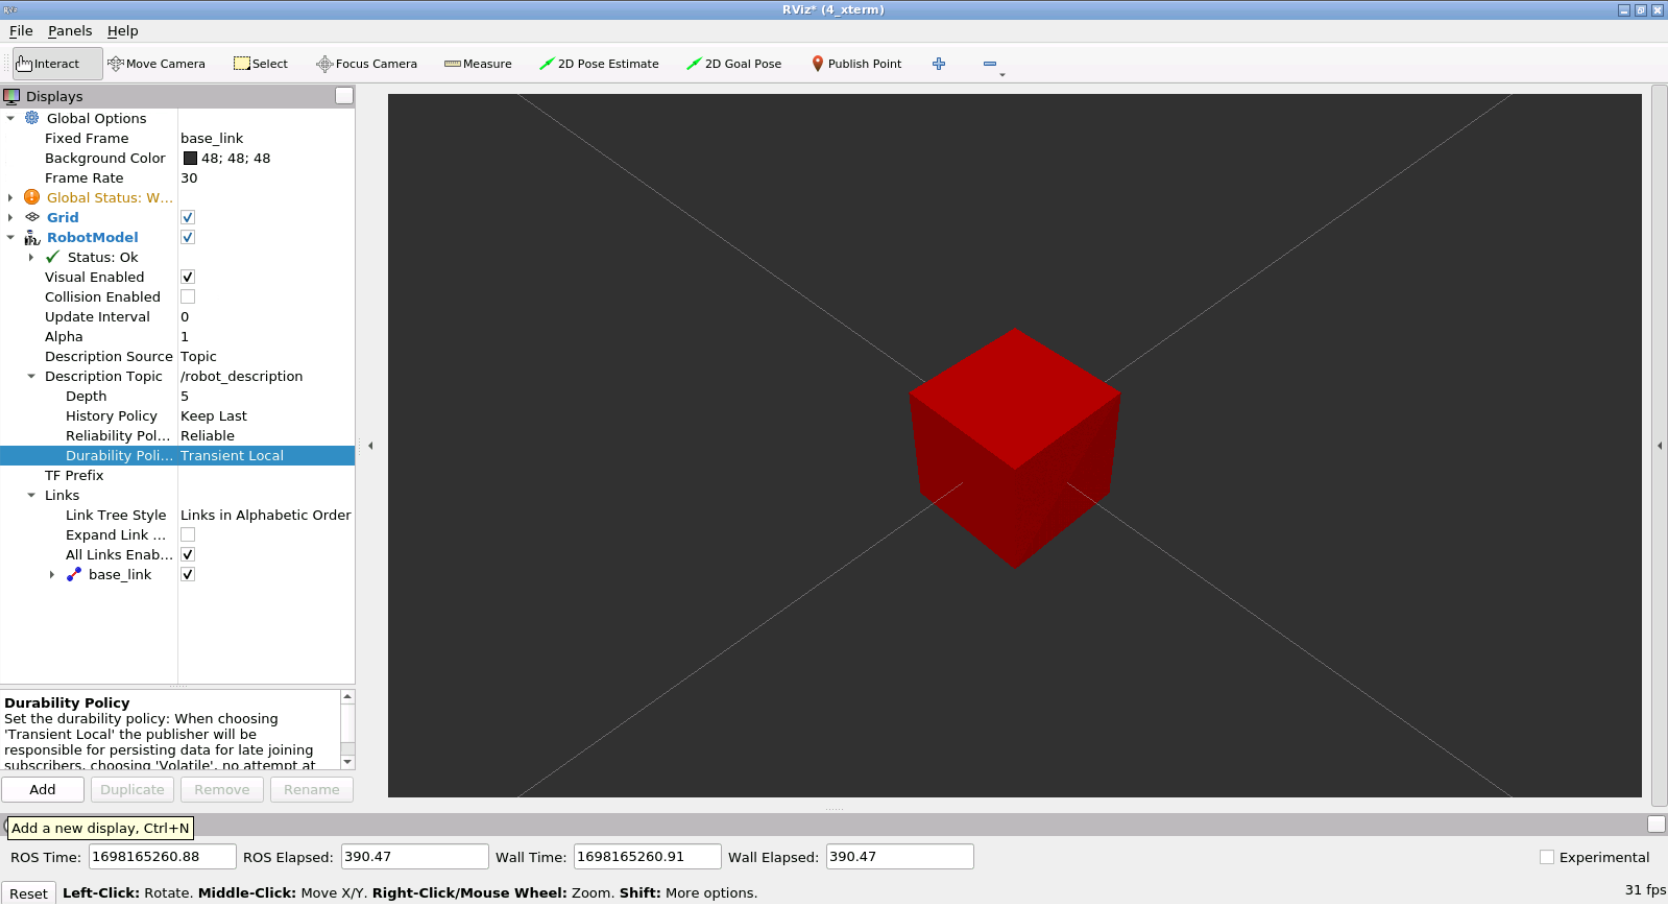 RViz* (4_xterm)
File Panels Help
Interact Move Camera Select Focus Camera Measure 2D Pose Estimate 2D Goal Pose Publish Point
Displays
Global Options
Fixed Frame base_link
Background Color 48; 48; 48
Frame Rate 30
Global Status: W...
Grid
RobotModel
Status: Ok
Visual Enabled
Collision Enabled
Update Interval 0
Alpha 1
Description Source Topic
Description Topic /robot_description
Depth 5
History Policy Keep Last
Reliability Pol... Reliable
Durability Poli... Transient Local
TF Prefix
Links
Link Tree Style Links in Alphabetic Order
Expand Link ...
All Links Enab...
base_link
Durability Policy
Set the durability policy: When choosing
'Transient Local' the publisher will be
responsible for persisting data for late joining
subscribers, choosing 'Volatile', no attempt at
Add Duplicate Remove Rename
Add a new display, Ctrl+N
ROS Time: 1698165260.88 ROS Elapsed: 390.47 Wall Time: 1698165260.91 Wall Elapsed: 390.47 Experimental
Reset Left-Click: Rotate. Middle-Click: Move X/Y. Right-Click/Mouse Wheel: Zoom. Shift: More options. 31 fps